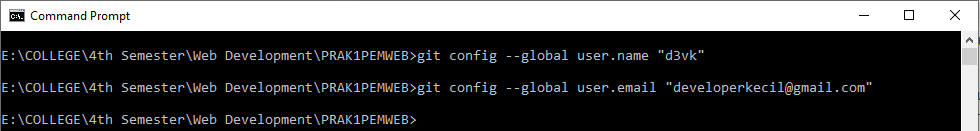 Command Prompt
E:\COLLEGE\4th Semester\Web Development\PRAK1PEMWEB>git config --global user.name "d3vk"
E:\COLLEGE\4th Semester\Web Development\PRAK1PEMWEB>git config --global user.email "developerkecil@gmail.com"
E:\COLLEGE\4th Semester\Web Development\PRAK1PEMWEB>